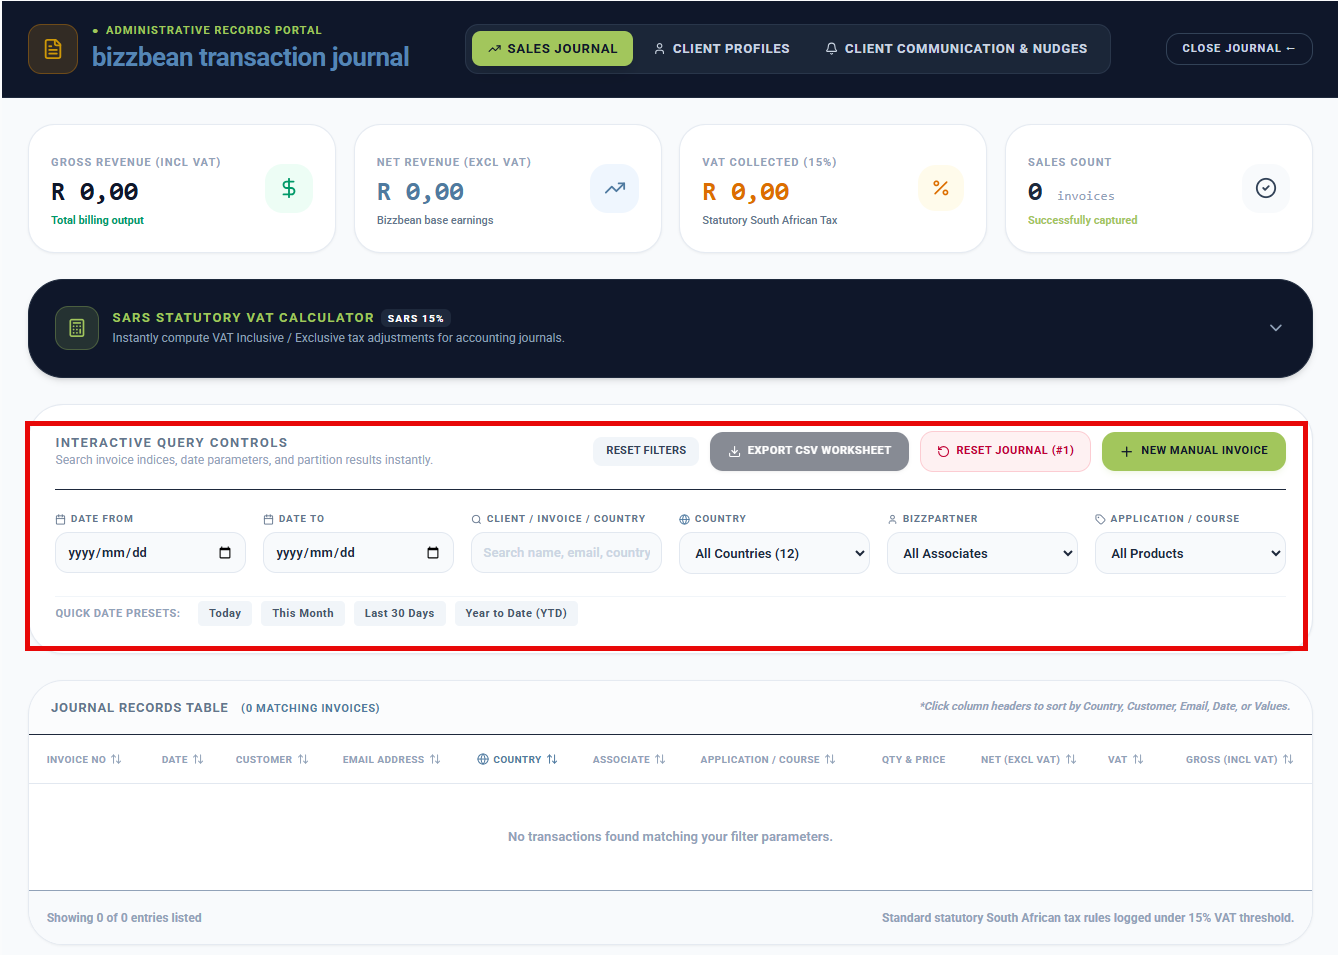 ADMINISTRATIVE RECORDS PORTAL
bizzbean transaction journal
SALES JOURNAL
CLIENT PROFILES
CLIENT COMMUNICATION & NUDGES
CLOSE JOURNAL ←
GROSS REVENUE (INCL VAT)
R 0,00
Total billing output
NET REVENUE (EXCL VAT)
R 0,00
Bizzbean base earnings
VAT COLLECTED (15%)
R 0,00
Statutory South African Tax
SALES COUNT
0 invoices
Successfully captured
SARS STATUTORY VAT CALCULATOR SARS 15%
Instantly compute VAT Inclusive / Exclusive tax adjustments for accounting journals.
INTERACTIVE QUERY CONTROLS
Search invoice indices, date parameters, and partition results instantly.
RESET FILTERS
EXPORT CSV WORKSHEET
RESET JOURNAL (#1)
NEW MANUAL INVOICE
DATE FROM
yyyy/mm/dd
DATE TO
yyyy/mm/dd
CLIENT / INVOICE / COUNTRY
Search name, email, country
COUNTRY
All Countries (12)
BIZZPARTNER
All Associates
APPLICATION / COURSE
All Products
QUICK DATE PRESETS: Today This Month Last 30 Days Year to Date (YTD)
JOURNAL RECORDS TABLE (0 MATCHING INVOICES)
*Click column headers to sort by Country, Customer, Email, Date, or Values.
INVOICE NO DATE CUSTOMER EMAIL ADDRESS COUNTRY ASSOCIATE APPLICATION / COURSE QTY & PRICE NET (EXCL VAT) VAT GROSS (INCL VAT)
No transactions found matching your filter parameters.
Showing 0 of 0 entries listed
Standard statutory South African tax rules logged under 15% VAT threshold.